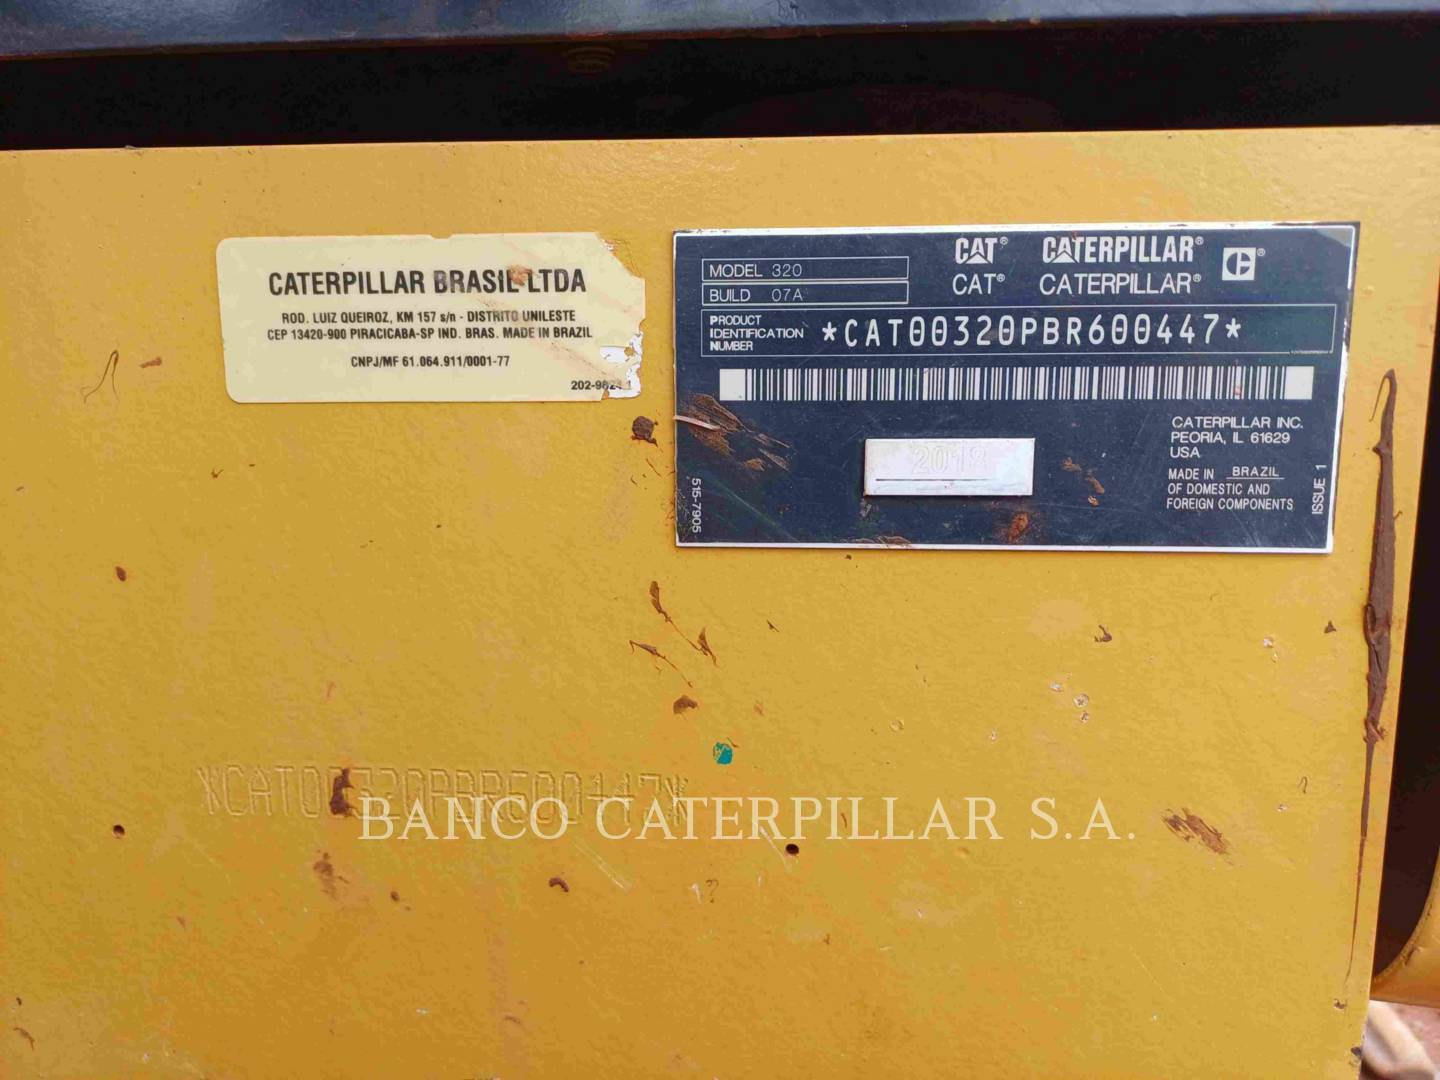 CATERPILLAR BRASIL LTDA
ROD. LUIZ QUEIROZ, KM 157 s/n - DISTRITO UNILESTE
CEP 13420-900 PIRACICABA-SP IND. BRAS. MADE IN BRAZIL
CNPJ/MF 61.064.911/0001-77
CAT® CATERPILLAR®
CAT® CATERPILLAR®
MODEL 320
BUILD 07A
PRODUCT IDENTIFICATION NUMBER *CAT00320PBR600447*
CATERPILLAR INC.
PEORIA, IL 61629
USA
2018
MADE IN BRAZIL
OF DOMESTIC AND
FOREIGN COMPONENTS
515-7905
ISSUE 1
*CAT00320PBR600447*
BANCO CATERPILLAR S.A.